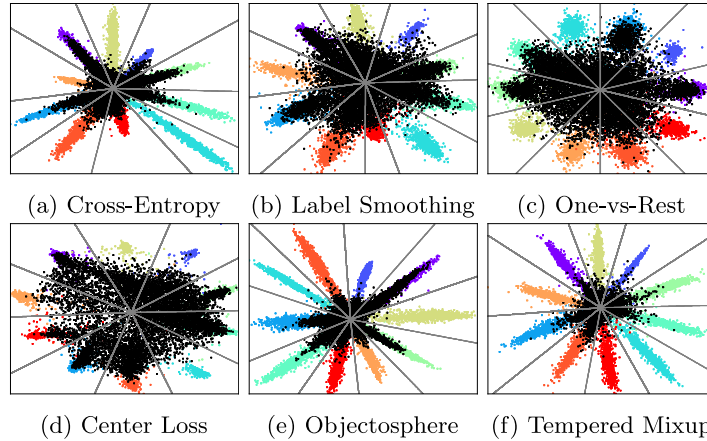 (a) Cross-Entropy (b) Label Smoothing (c) One-vs-Rest
(d) Center Loss (e) Objectosphere (f) Tempered Mixup